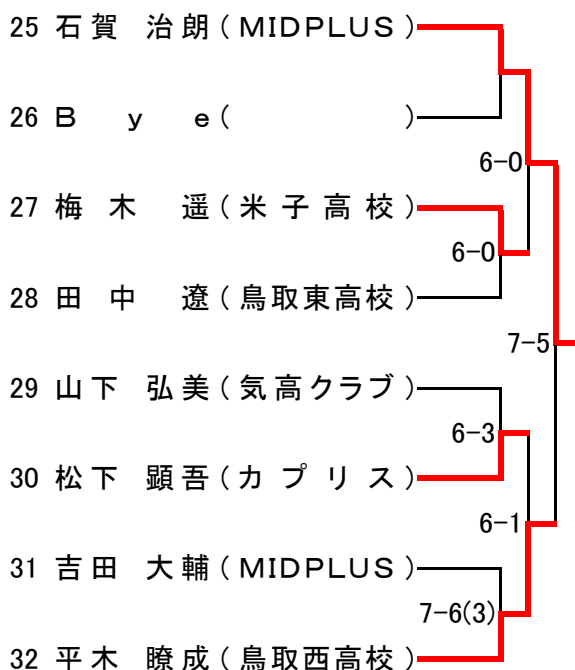 25 石賀 治朗(MIDPLUS)
26 Bye( )
6-0
27 梅木 遥(米子高校)
6-0
28 田中 遼(鳥取東高校)
7-5
29 山下 弘美(気高クラブ)
6-3
30 松下 顕吾(カプリス)
6-1
31 吉田 大輔(MIDPLUS)
7-6(3)
32 平木 瞭成(鳥取西高校)